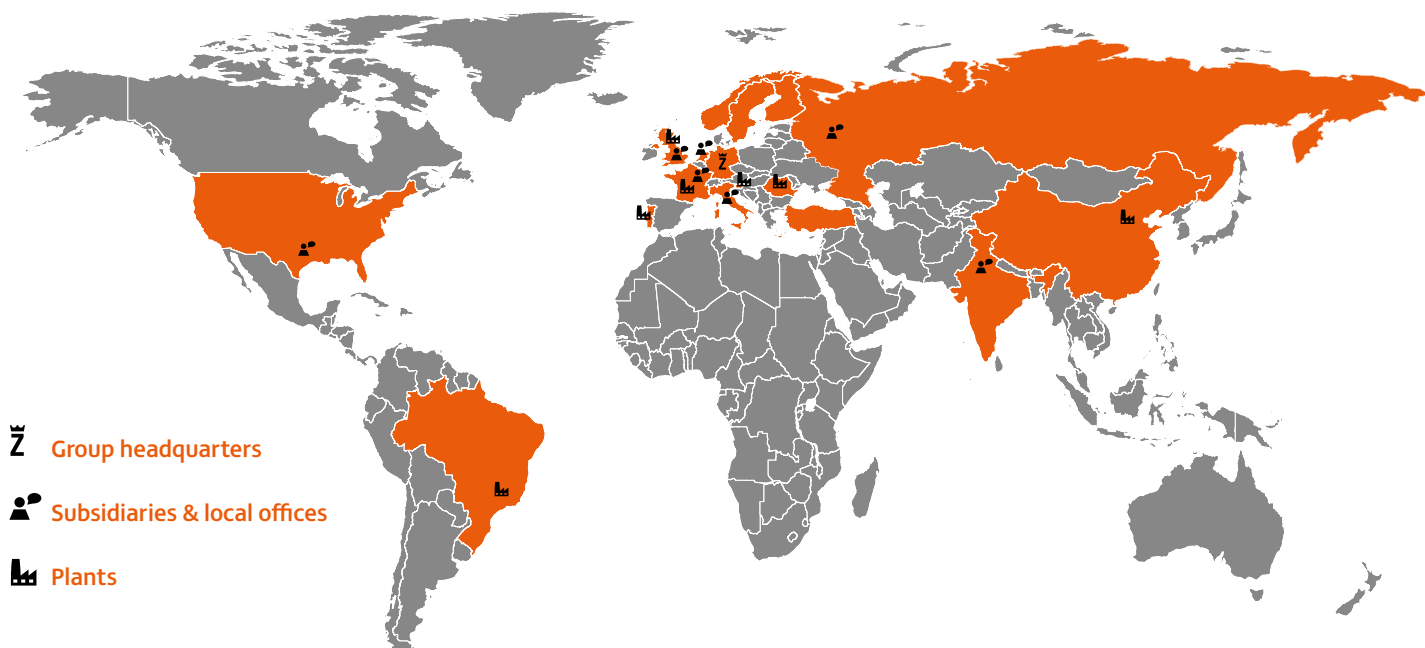 Ž
Group headquarters
Subsidiaries & local offices
Plants
Ž